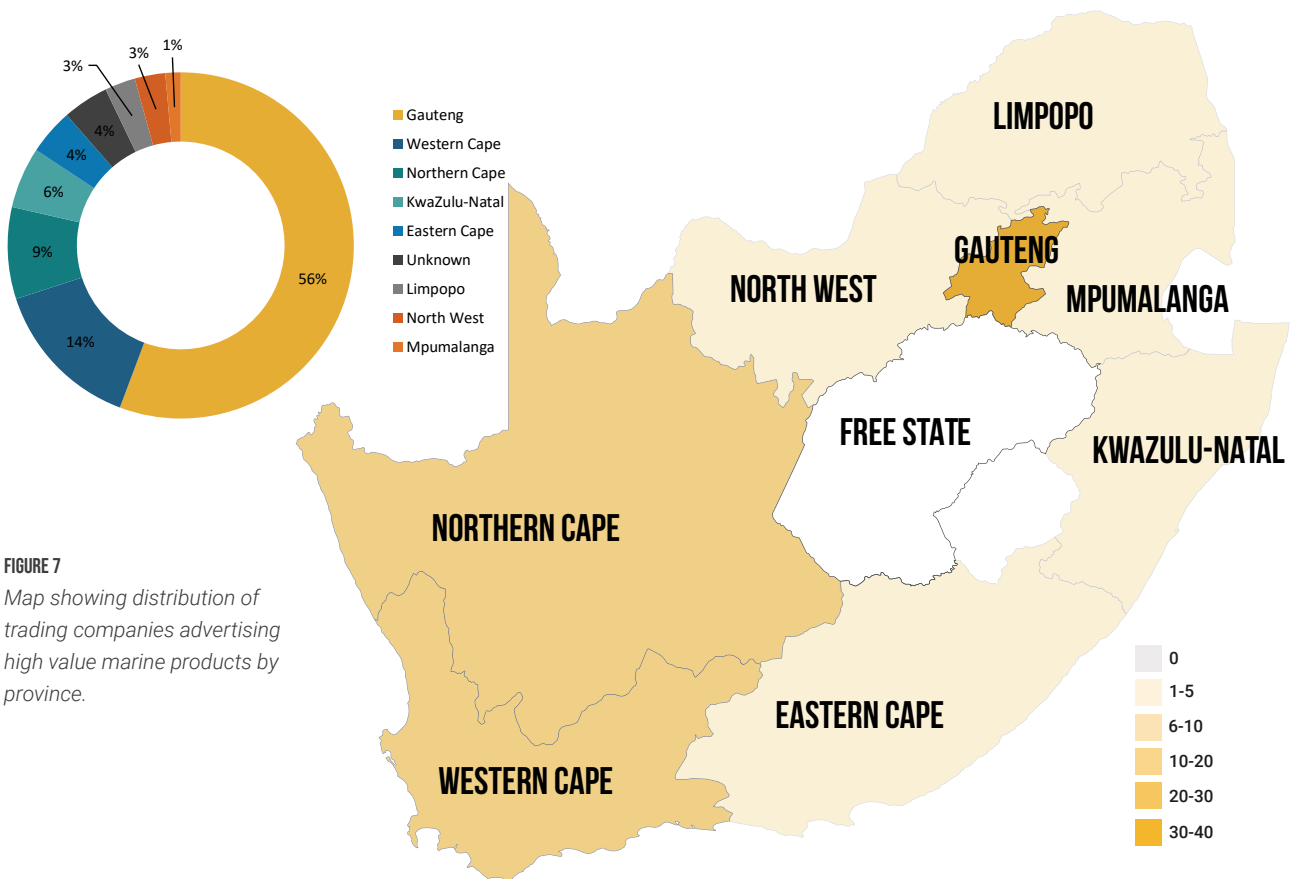 1%
3%
3%
4%
4%
6%
9%
14%
56%
Gauteng
Western Cape
Northern Cape
KwaZulu-Natal
Eastern Cape
Unknown
Limpopo
North West
Mpumalanga
LIMPOPO
GAUTENG
NORTH WEST
MPUMALANGA
FREE STATE
KWAZULU-NATAL
NORTHERN CAPE
EASTERN CAPE
WESTERN CAPE
FIGURE 7
Map showing distribution of
trading companies advertising
high value marine products by
province.
0
1-5
6-10
10-20
20-30
30-40